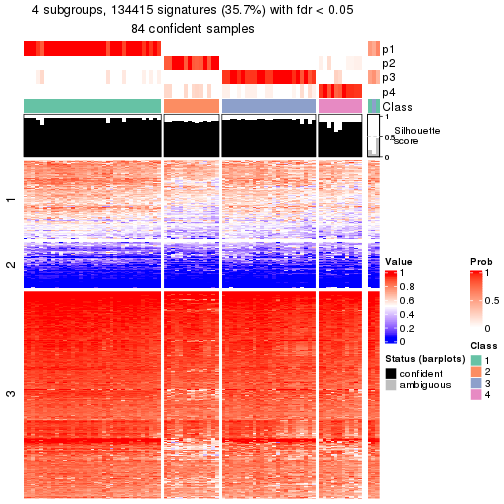 4 subgroups, 134415 signatures (35.7%) with fdr < 0.05
84 confident samples
p1
p2
p3
p4
Class
1
0.5
0
Silhouette
score
1
2
3
Value
1
0.8
0.6
0.4
0.2
0
Status (barplots)
confident
ambiguous
Prob
1
0.5
0
Class
1
2
3
4